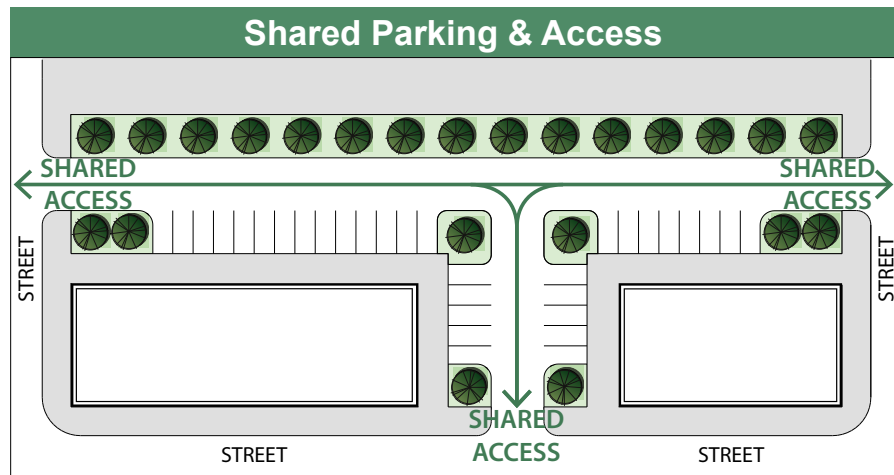 Shared Parking & Access
SHARED
ACCESS
SHARED
ACCESS
STREET
STREET
SHARED
ACCESS
STREET
STREET